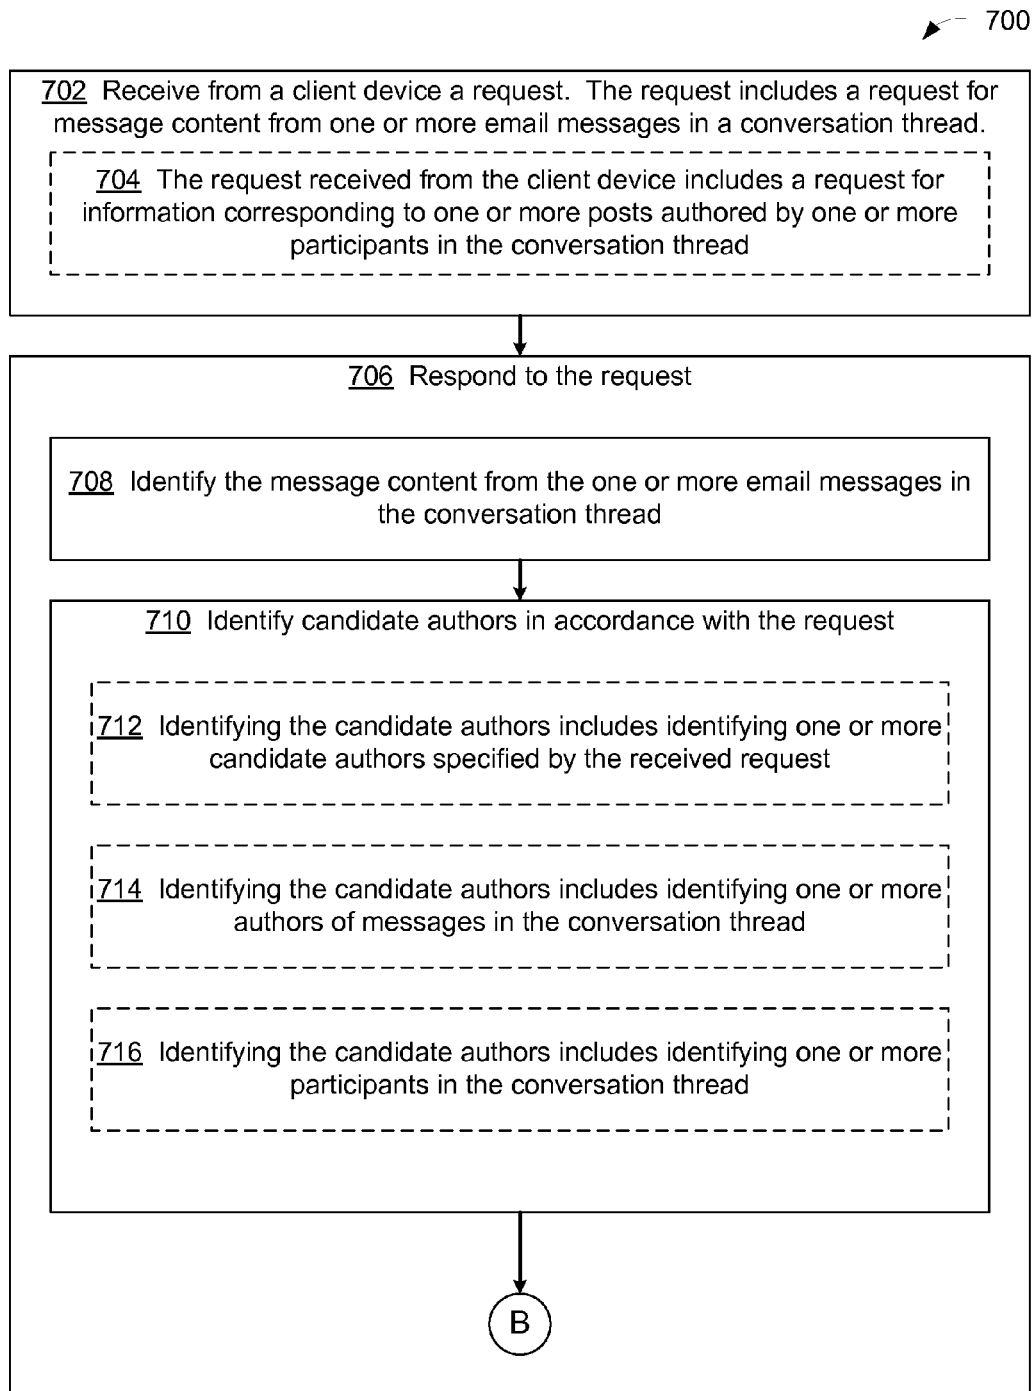 700
702 Receive from a client device a request. The request includes a request for
message content from one or more email messages in a conversation thread.
704 The request received from the client device includes a request for
information corresponding to one or more posts authored by one or more
participants in the conversation thread
706 Respond to the request
708 Identify the message content from the one or more email messages in
the conversation thread
710 Identify candidate authors in accordance with the request
712 Identifying the candidate authors includes identifying one or more
candidate authors specified by the received request
714 Identifying the candidate authors includes identifying one or more
authors of messages in the conversation thread
716 Identifying the candidate authors includes identifying one or more
participants in the conversation thread
B